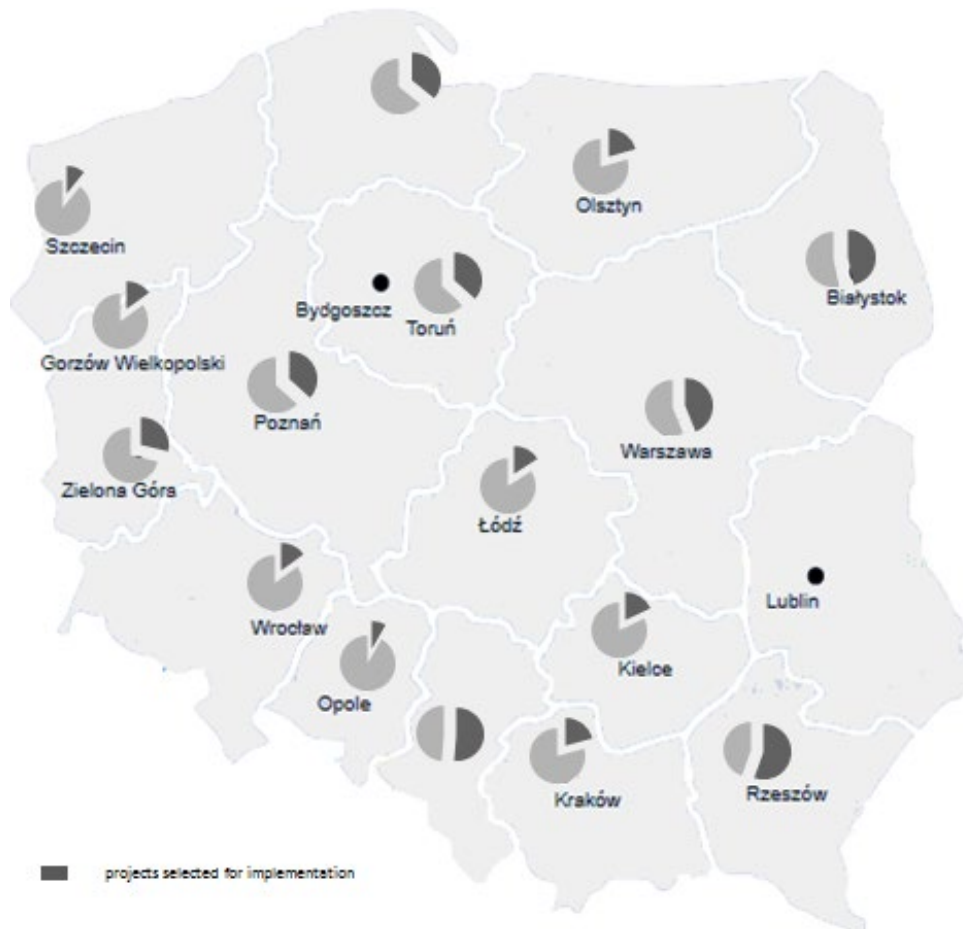 Olsztyn
Szczecin
Białystok
Bydgoszcz
Toruń
Gorzów Wielkopolski
Poznań
Warszawa
Zielona Góra
Łódź
Lublin
Wrocław
Kielce
Opole
Rzeszów
Kraków
projects selected for implementation